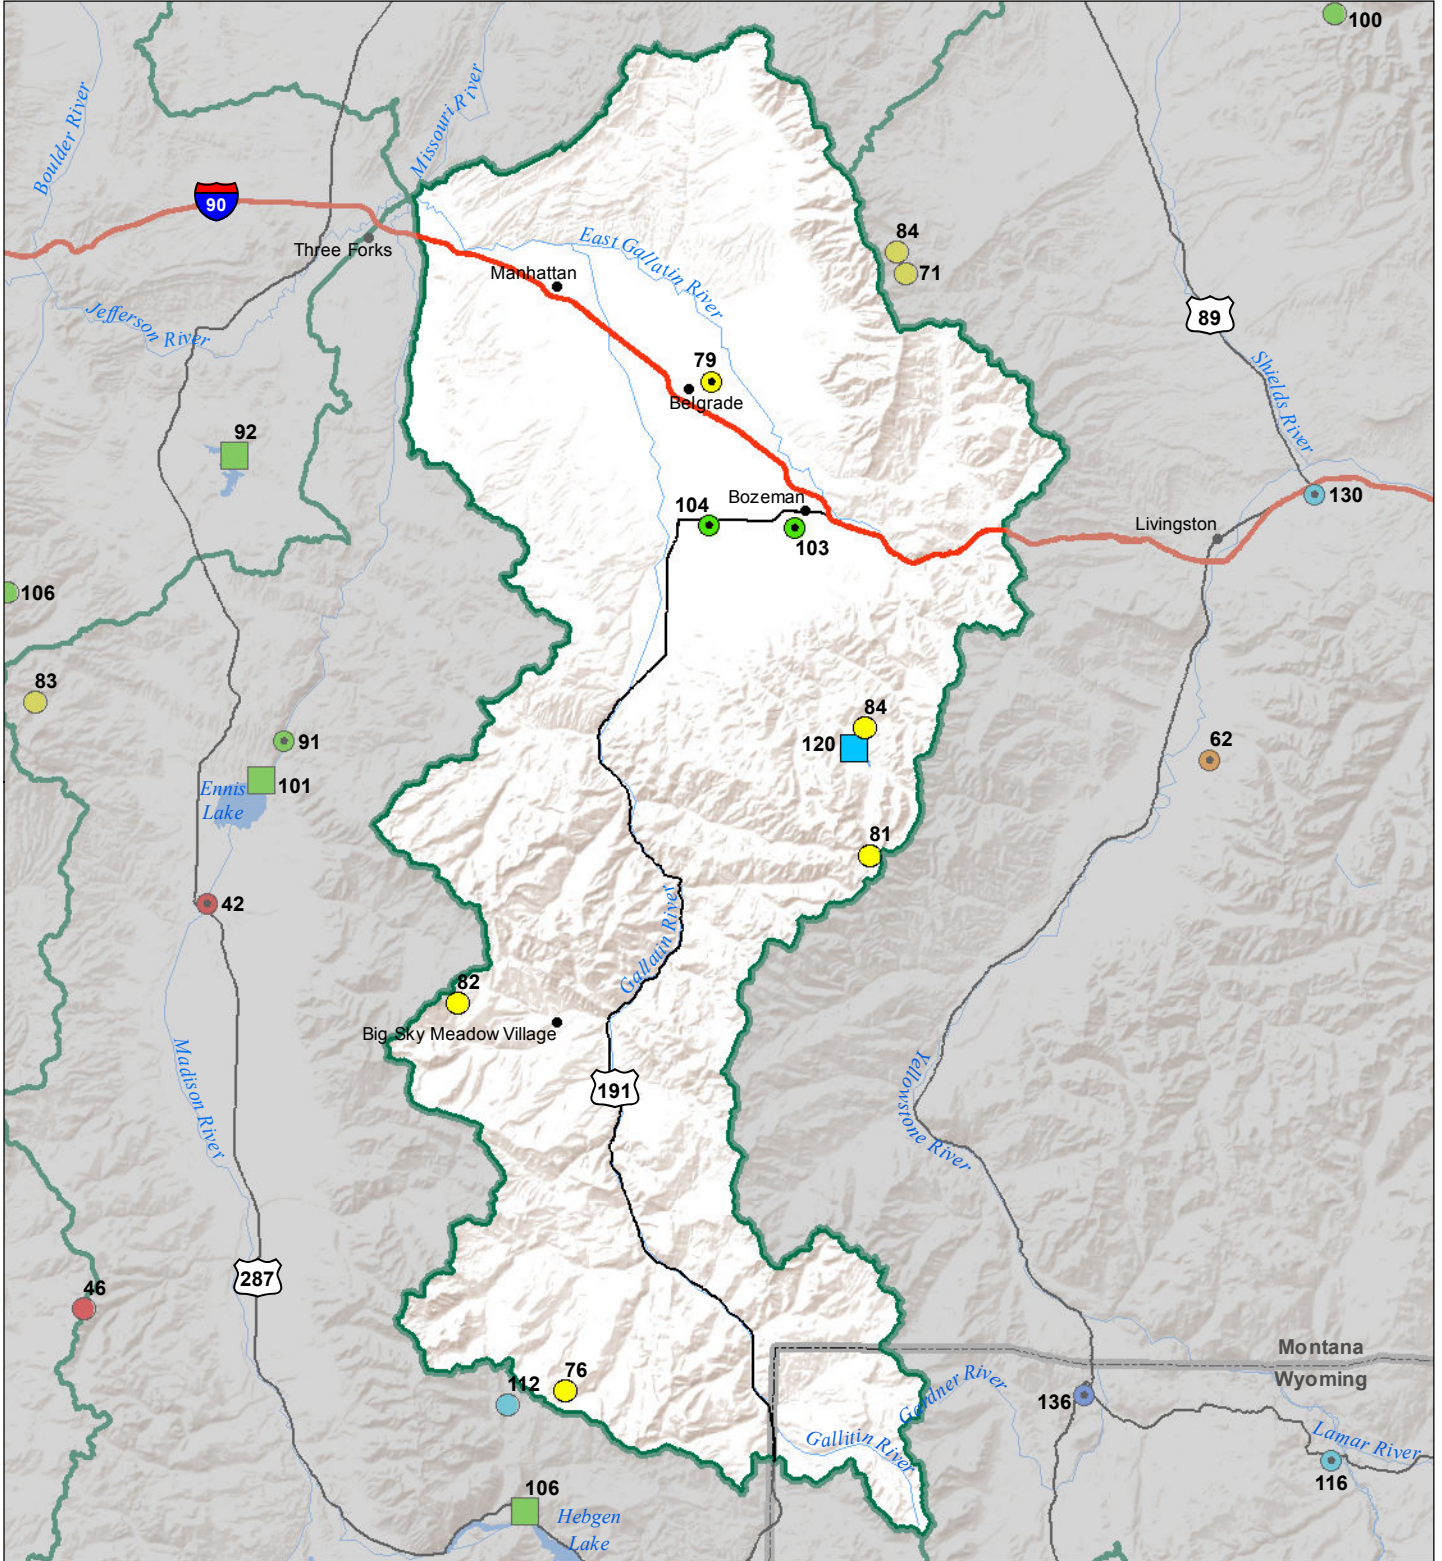 100
Missouri River
Boulder River
90
Three Forks
East Gallatin River
84
71
Manhattan
Jefferson River
89
Shields River
79
Belgrade
92
Bozeman
104
103
130
Livingston
106
83
84
120
91
62
101
Ennis
Lake
81
42
Gallatin River
82
Big Sky Meadow Village
Madison River
191
Yellowstone River
287
46
Montana
Wyoming
76
112
Gardner River
136
Gallitin River
Lamar River
116
106
Hebgen
Lake